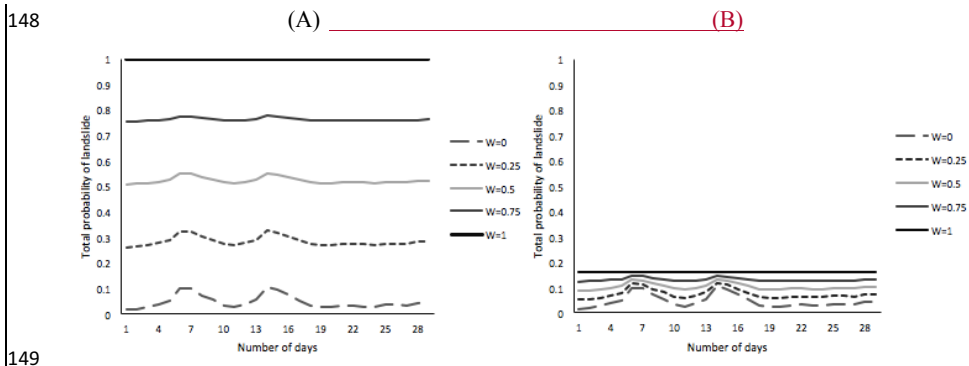 148
(A) (B)
Total probability of landslide
1
0.9
0.8
0.7
0.6
0.5
0.4
0.3
0.2
0.1
0
1 4 7 10 13 16 19 22 25 28
Number of days
W=0
W=0.25
W=0.5
W=0.75
W=1
Total probability of landslide
1
0.9
0.8
0.7
0.6
0.5
0.4
0.3
0.2
0.1
0
1 4 7 10 13 16 19 22 25 28
Number of days
W=0
W=0.25
W=0.5
W=0.75
W=1
149